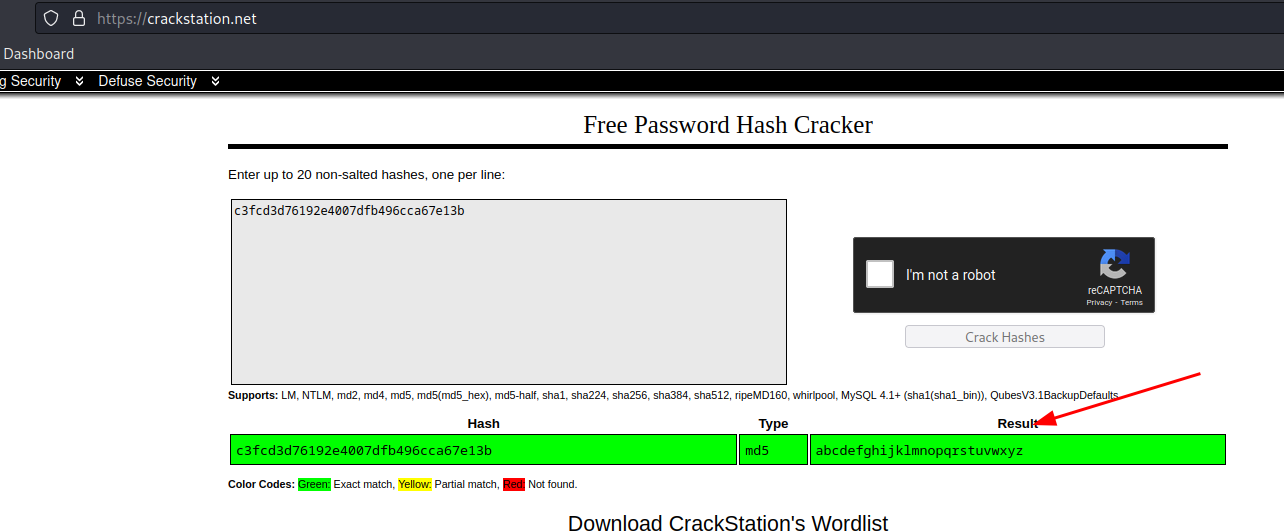 https://crackstation.net
Dashboard
g Security Defuse Security
Free Password Hash Cracker
Enter up to 20 non-salted hashes, one per line:
c3fcd3d76192e4007dfb496cca67e13b
I'm not a robot
reCAPTCHA
Privacy - Terms
Crack Hashes
Supports: LM, NTLM, md2, md4, md5, md5(md5_hex), md5-half, sha1, sha224, sha256, sha384, sha512, ripeMD160, whirlpool, MySQL 4.1+ (sha1(sha1_bin)), QubesV3.1BackupDefaults
Hash Type Result
c3fcd3d76192e4007dfb496cca67e13b md5 abcdefghijklmnopqrstuvwxyz
Color Codes: Green: Exact match, Yellow: Partial match, Red: Not found.
Download CrackStation's Wordlist